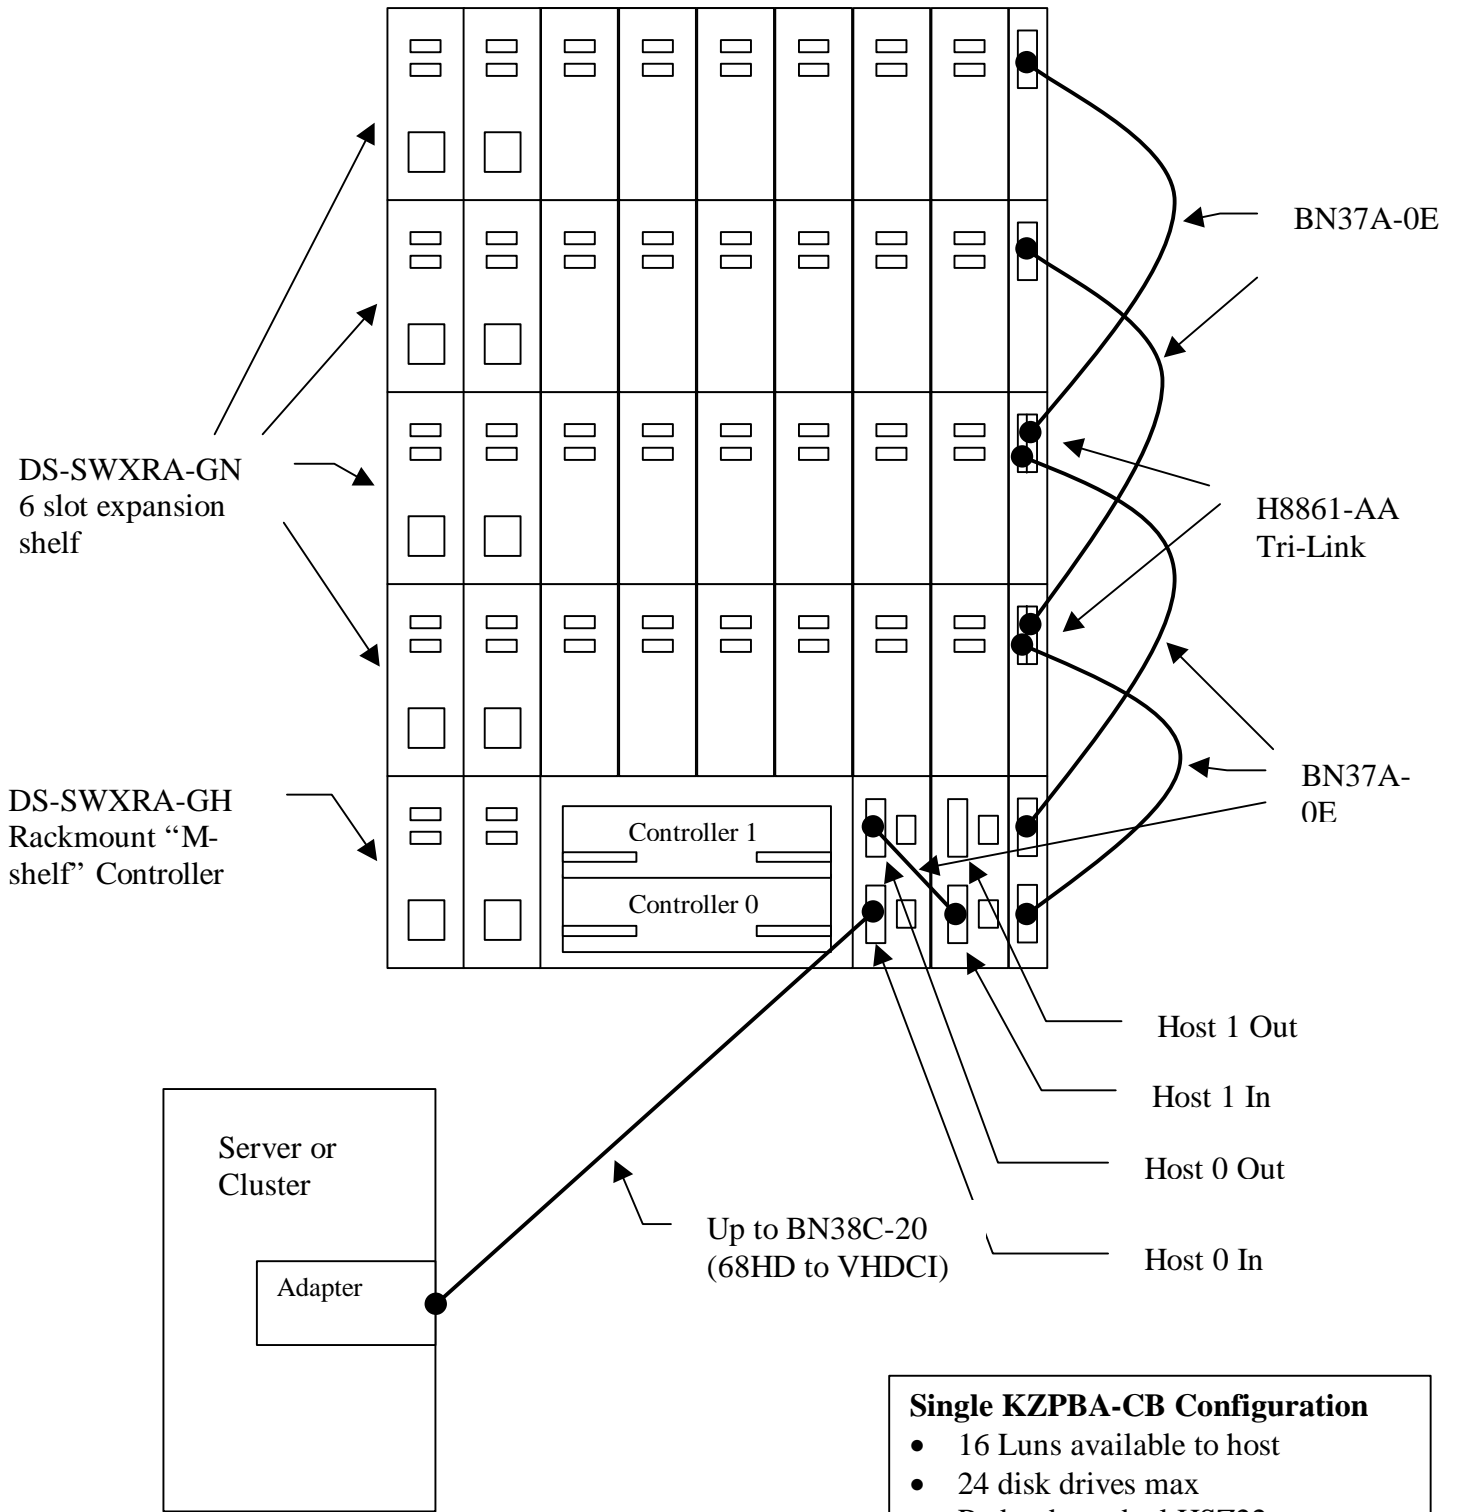 BN37A-0E
DS-SWXRA-GN
6 slot expansion
shelf
H8861-AA
Tri-Link
DS-SWXRA-GH
Rackmount “M-
shelf” Controller
BN37A-
0E
Controller 1
Controller 0
Host 1 Out
Host 1 In
Host 0 Out
Host 0 In
Server or
Cluster
Adapter
Up to BN38C-20
(68HD to VHDCI)
Single KZPBA-CB Configuration
• 16 Luns available to host
• 24 disk drives max